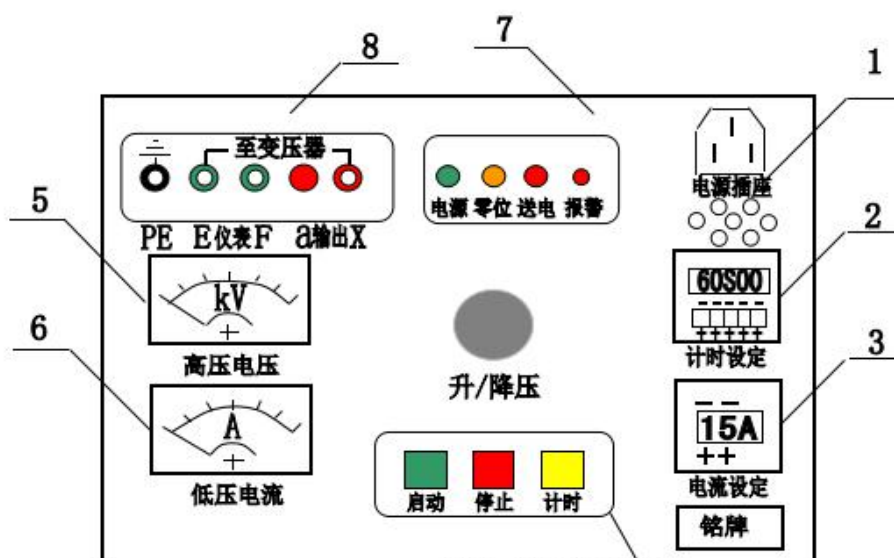 8
7
1
至变压器
电源插座
电源 零位 送电 报警
5
PE E仪表F a输出X
2
kV
60S00
- - - - -
+++++
高压电压
计时设定
6
升/降压
3
A
- -
15A
++
低压电流
启动 停止 计时
电流设定
铭牌